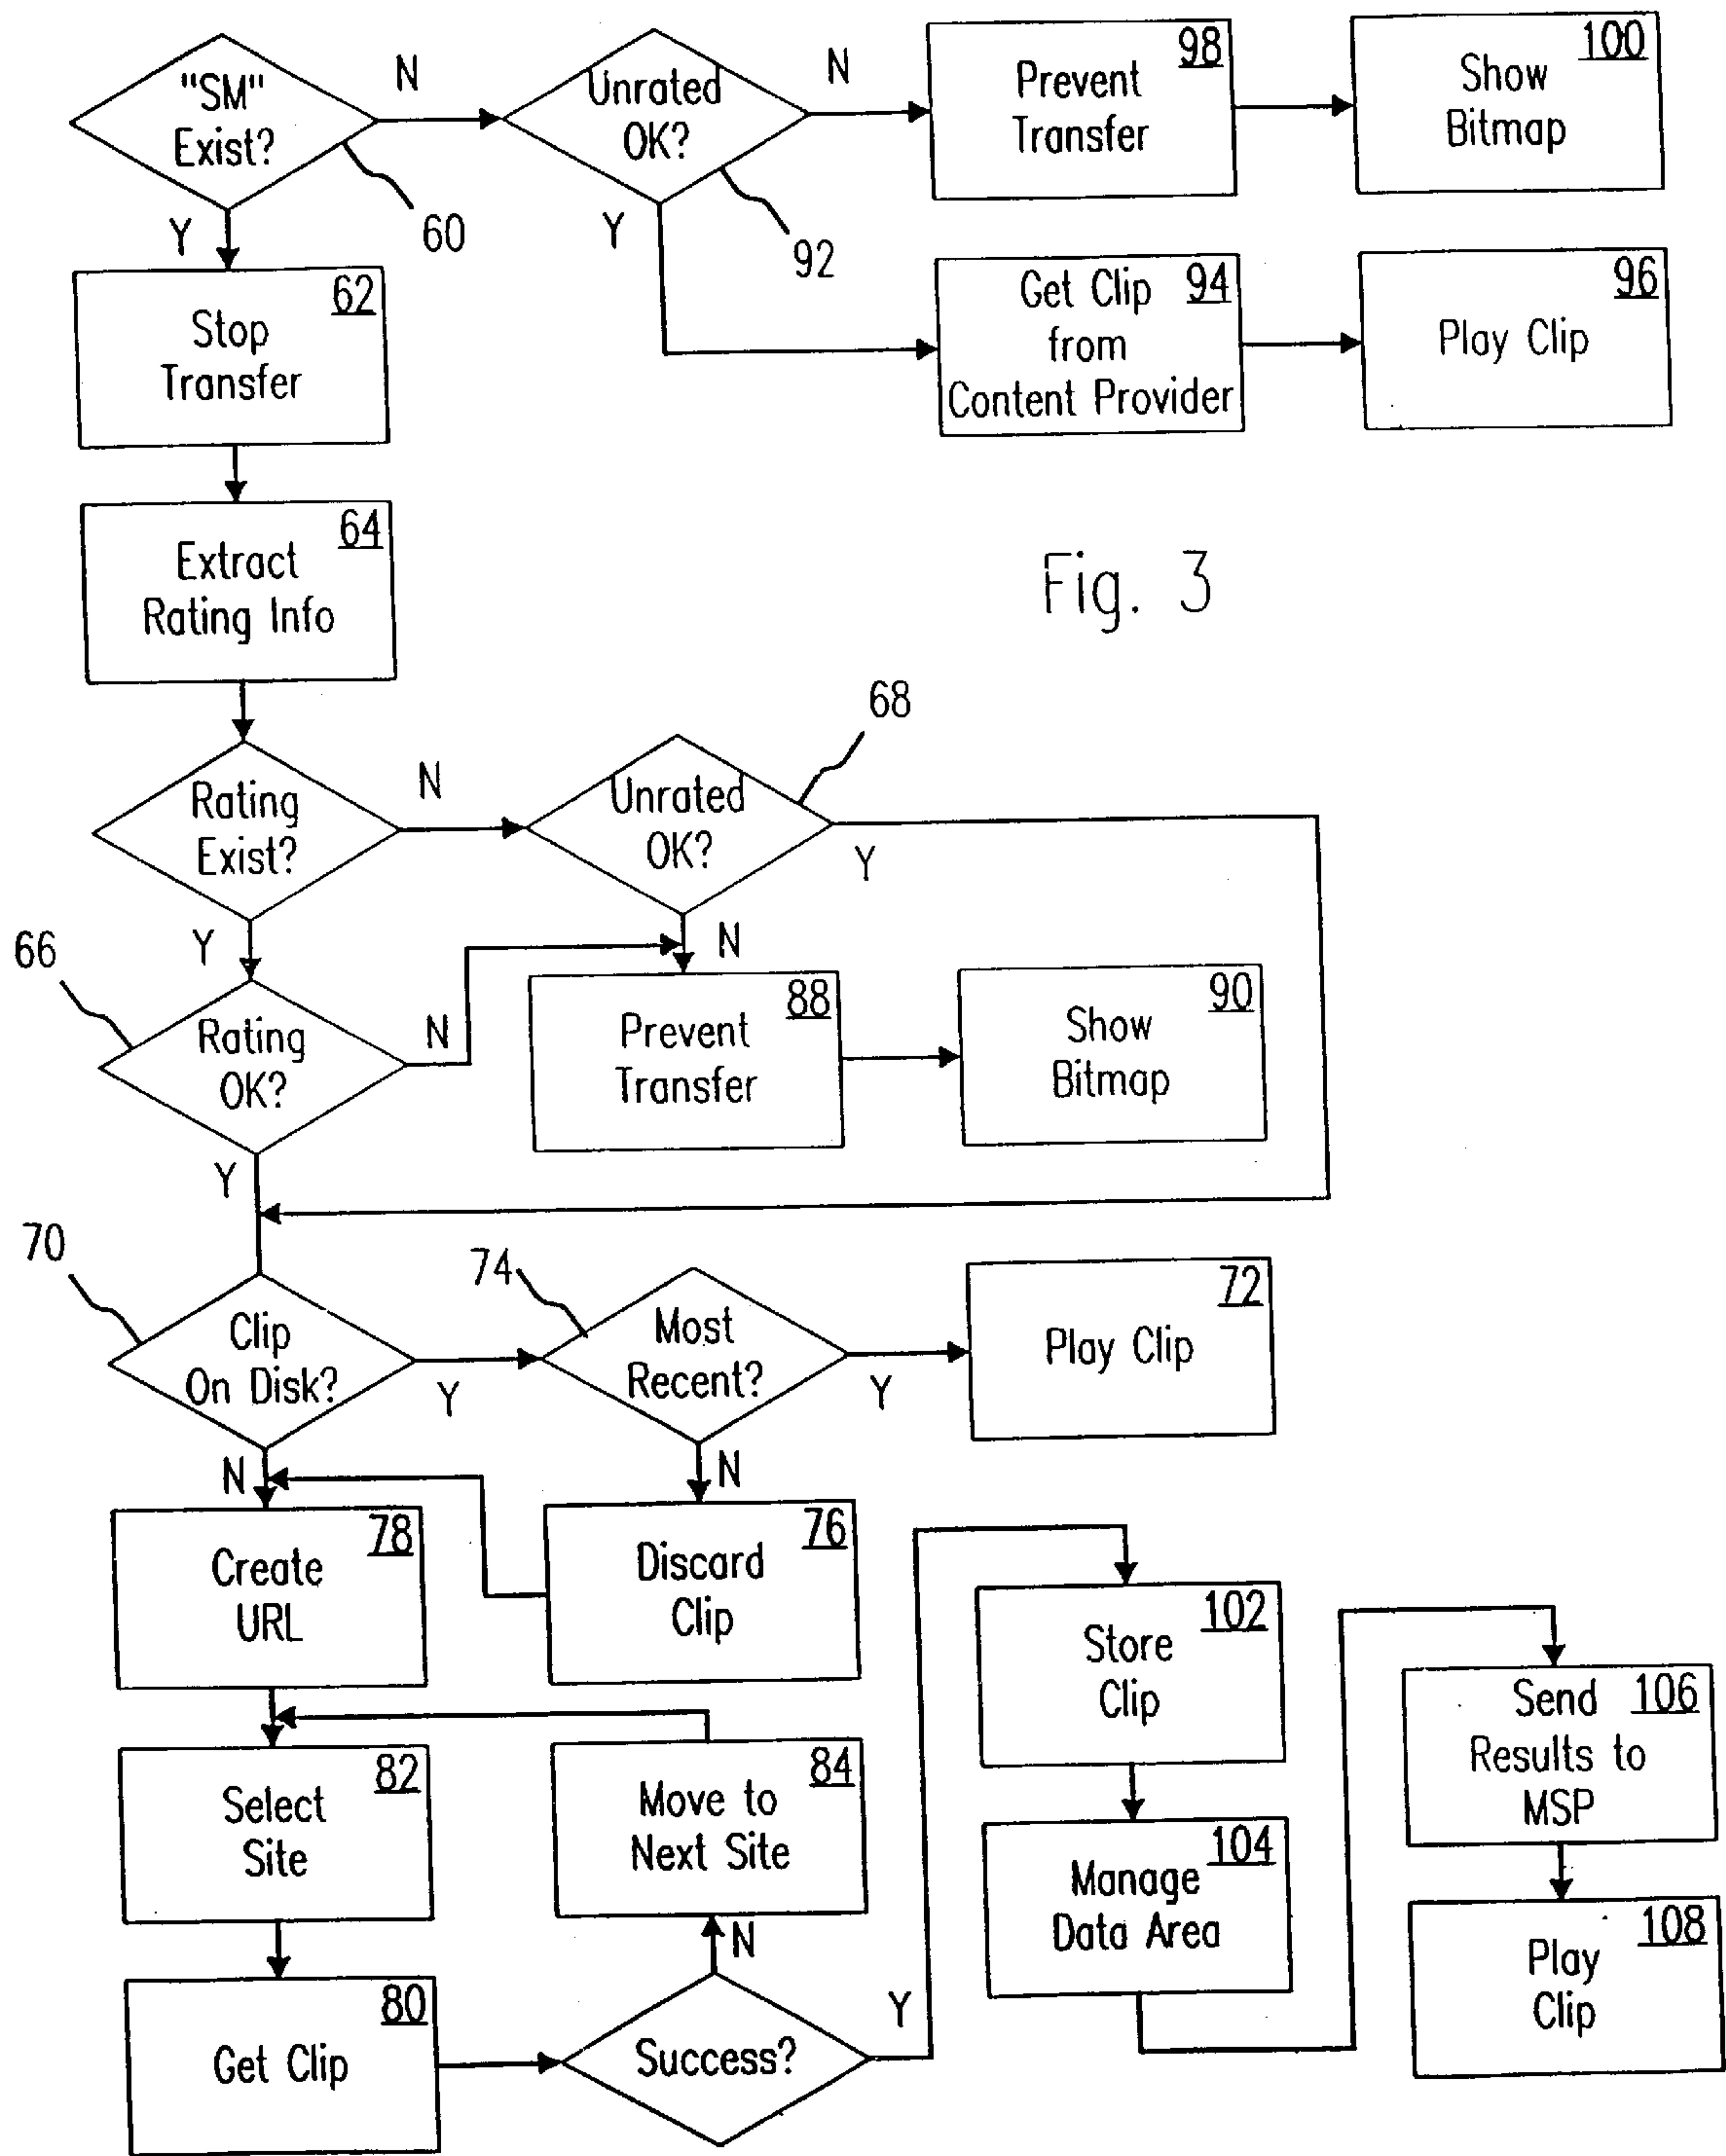 "SM"
Exist?
N
Y
60
Unrated
OK?
N
Y
92
98
Prevent
Transfer
100
Show
Bitmap
62
Stop
Transfer
Get Clip 94
from
Content Provider
96
Play Clip
64
Extract
Rating Info
Fig. 3
Rating
Exist?
N
Y
Unrated
OK?
68
Y
N
66
Rating
OK?
N
Y
88
Prevent
Transfer
90
Show
Bitmap
70
Clip
On Disk?
Y
N
74
Most
Recent?
Y
N
72
Play Clip
78
Create
URL
76
Discard
Clip
82
Select
Site
84
Move to
Next Site
80
Get Clip
Success?
N
Y
102
Store
Clip
104
Manage
Data Area
Send 106
Results to
MSP
108
Play
Clip